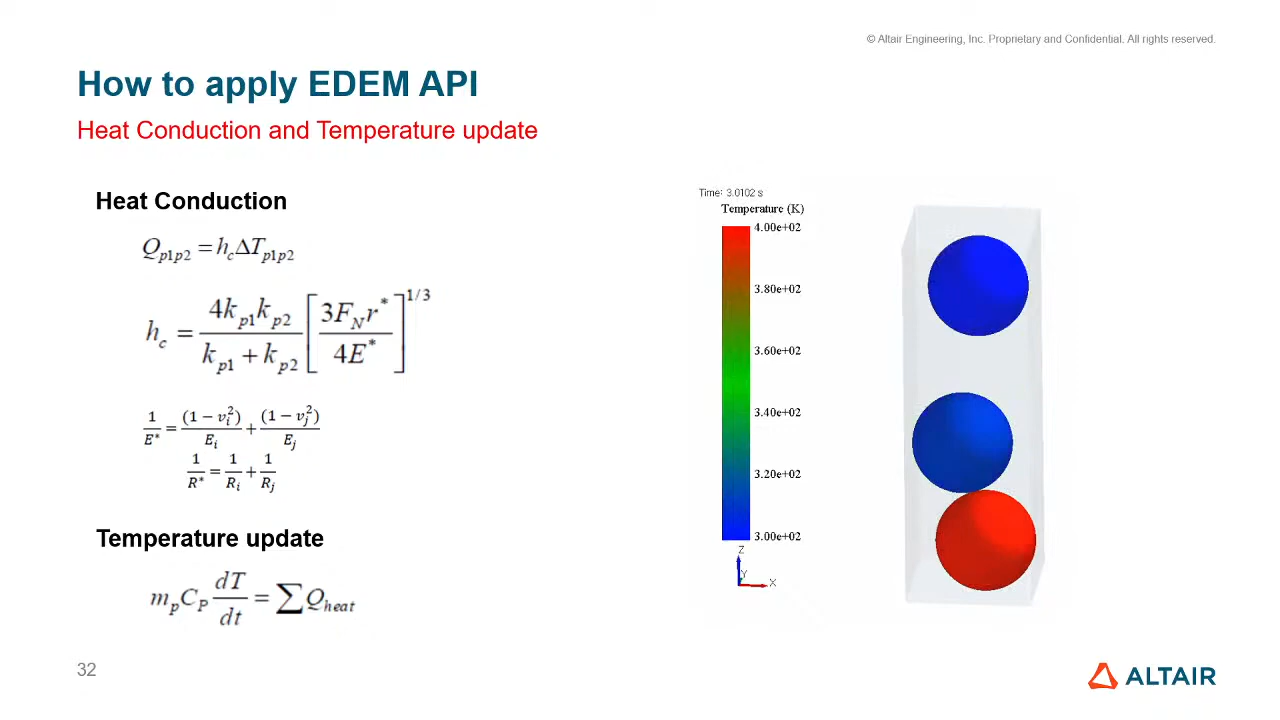 © Altair Engineering, Inc. Proprietary and Confidential. All rights reserved.
How to apply EDEM API
Heat Conduction and Temperature update
Heat Conduction
Q_{p1p2} = h_c ΔT_{p1p2}
h_c = \frac{4k_{p1}k_{p2}}{k_{p1} + k_{p2}} \left[ \frac{3F_N r^*}{4E^*} \right]^{1/3}
\frac{1}{E^*} = \frac{(1 - v_i^2)}{E_i} + \frac{(1 - v_j^2)}{E_j}
\frac{1}{R^*} = \frac{1}{R_i} + \frac{1}{R_j}
Temperature update
m_p C_P \frac{dT}{dt} = \sum Q_{heat}
Time: 3.0102 s
Temperature (K)
4.00e+02
3.80e+02
3.60e+02
3.40e+02
3.20e+02
3.00e+02
Z
Y
X
32
ALTAIR